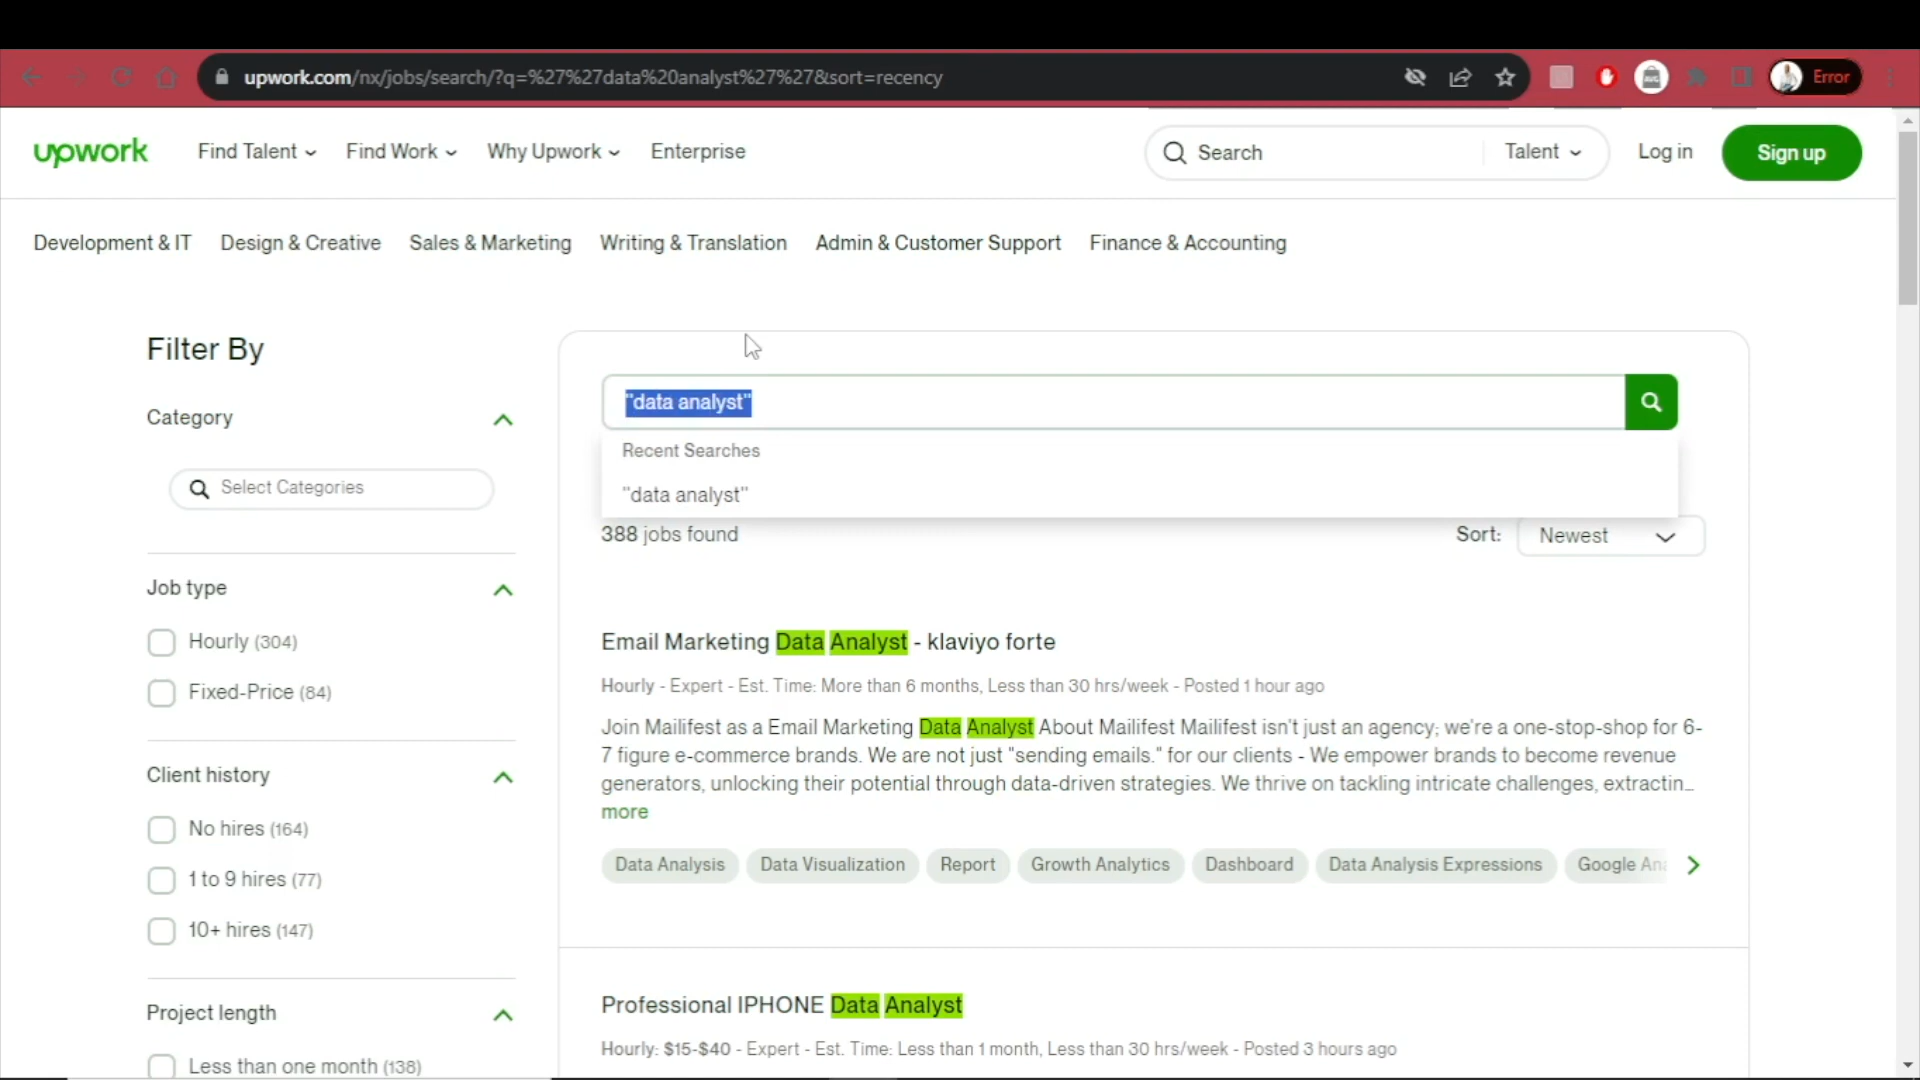 upwork.com/nx/jobs/search/?q=%27%27data%20analyst%27%27&sort=recency
Error
upwork Find Talent Find Work Why Upwork Enterprise Search Talent Log in Sign up
Development & IT Design & Creative Sales & Marketing Writing & Translation Admin & Customer Support Finance & Accounting
Filter By
Category
Select Categories
Job type
Hourly (304)
Fixed-Price (84)
Client history
No hires (164)
1 to 9 hires (77)
10+ hires (147)
Project length
Less than one month (138)
"data analyst"
Recent Searches
"data analyst"
388 jobs found
Sort: Newest
Email Marketing Data Analyst - klaviyo forte
Hourly - Expert - Est. Time: More than 6 months, Less than 30 hrs/week - Posted 1 hour ago
Join Mailifest as a Email Marketing Data Analyst About Mailifest Mailifest isn't just an agency; we're a one-stop-shop for 6-
7 figure e-commerce brands. We are not just "sending emails." for our clients - We empower brands to become revenue
generators, unlocking their potential through data-driven strategies. We thrive on tackling intricate challenges, extractin...
more
Data Analysis Data Visualization Report Growth Analytics Dashboard Data Analysis Expressions Google Ana
Professional IPHONE Data Analyst
Hourly: $15-$40 - Expert - Est. Time: Less than 1 month, Less than 30 hrs/week - Posted 3 hours ago